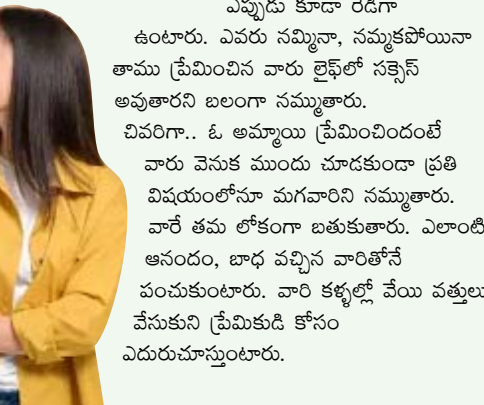 ఎప్పుడు కూడా రెడీగా
ఉంటారు. ఎవరు నమ్మినా, నమ్మకపోయినా
తాము ప్రేమించిన వారు లైఫ్‌లో సక్సెస్
అవుతారని బలంగా నమ్ముతారు.
చివరిగా.. ఓ అమ్మాయి ప్రేమించిందంటే
వారు వెనుక ముందు చూడకుండా ప్రతి
విషయంలోనూ మగవారిని నమ్ముతారు.
వారే తమ లోకంగా బతుకుతారు. ఎలాంటి
ఆనందం, బాధ వచ్చిన వారితోనే
పంచుకుంటారు. వారి కళ్ళల్లో వేయి వత్తులు
వేసుకుని ప్రేమికుడి కోసం
ఎదురుచూస్తుంటారు.